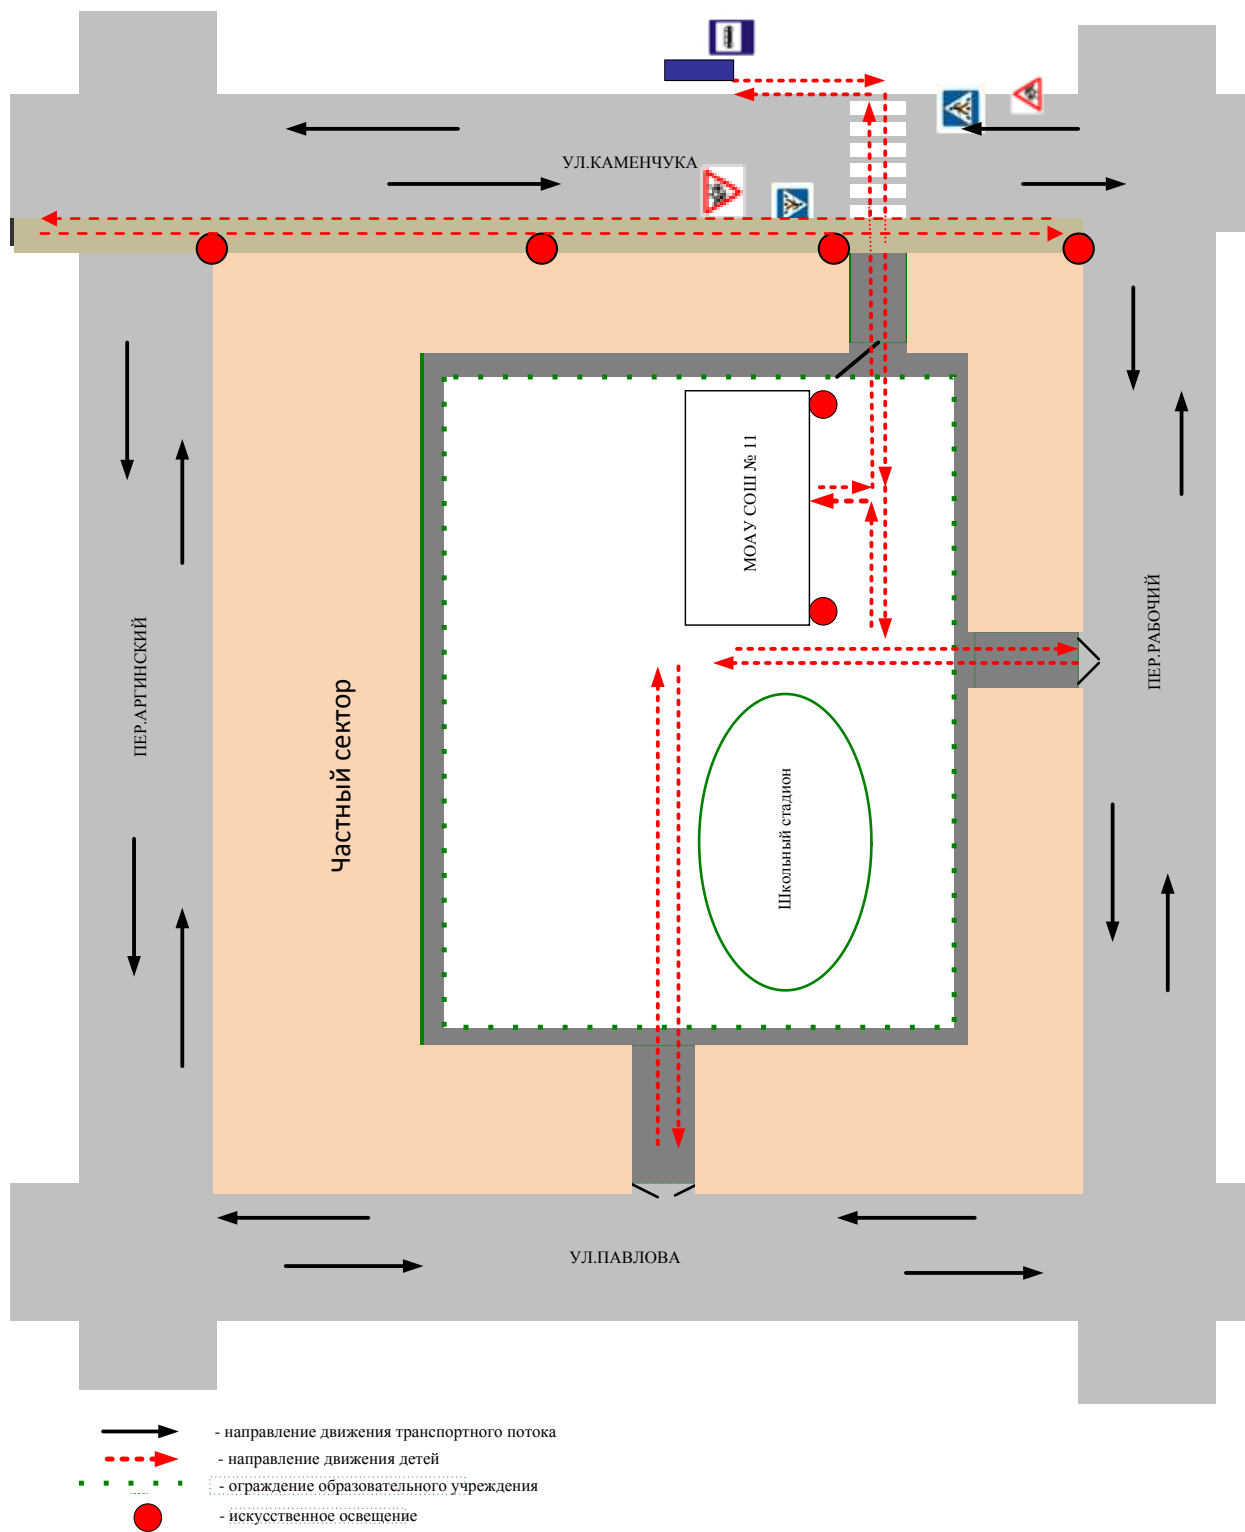 УЛ.КАМЕНЧУКА
МОАУ СОШ № 11
ПЕР.АРГИНСКИЙ
ПЕР.РАБОЧИЙ
Частный сектор
Школьный стадион
УЛ.ПАВЛОВА
- направление движения транспортного потока
- направление движения детей
- ограждение образовательного учреждения
- искусственное освещение